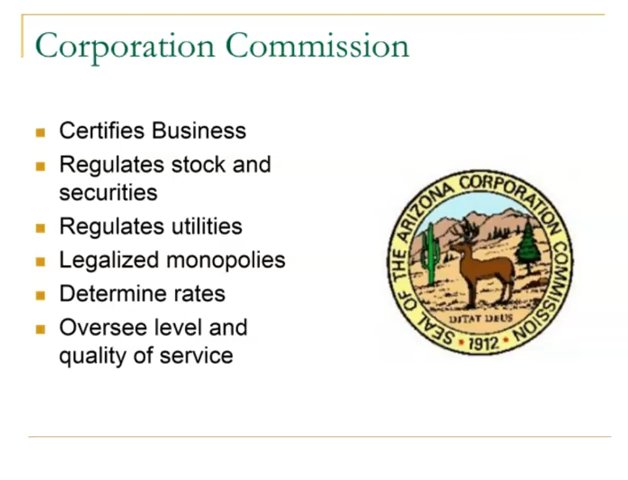 Corporation Commission
Certifies Business
Regulates stock and
securities
Regulates utilities
Legalized monopolies
Determine rates
Oversee level and
quality of service
SEAL OF THE ARIZONA CORPORATION COMMISSION
DITAT DEUS
1912